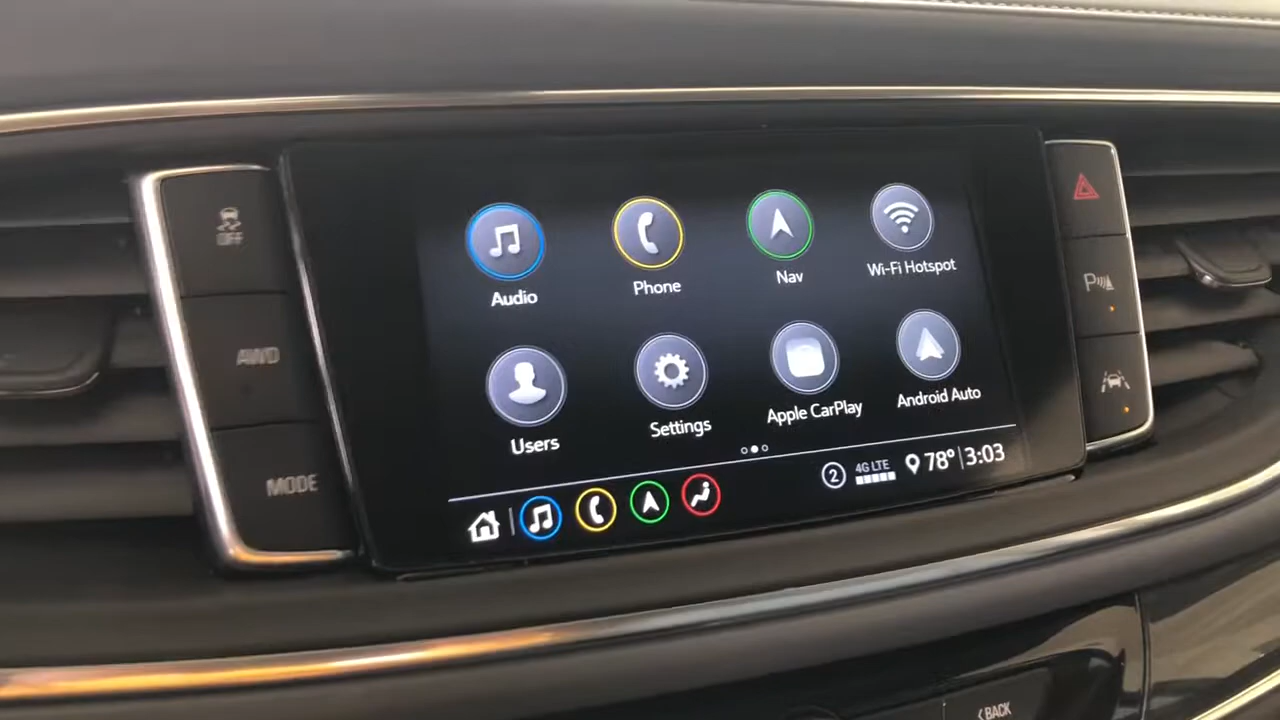 OFF
AWD
MODE
Audio
Phone
Nav
Wi-Fi Hotspot
Users
Settings
Apple CarPlay
Android Auto
2
4G LTE
78°
3:03
P
BACK